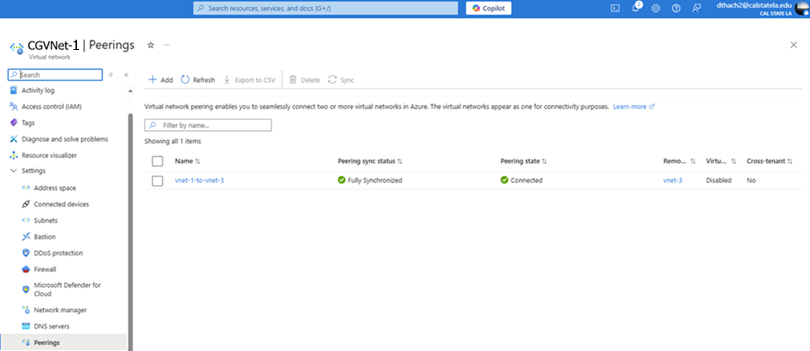 Search resources, services, and docs (G+/)
Copilot
2
dthach2@calstatela.edu
CAL STATE LA
CGVNet-1 | Peerings
Virtual network
Search
Activity log
Access control (IAM)
Tags
Diagnose and solve problems
Resource visualizer
Settings
Address space
Connected devices
Subnets
Bastion
DDoS protection
Firewall
Microsoft Defender for
Cloud
Network manager
DNS servers
Peerings
Add Refresh Export to CSV Delete Sync
Virtual network peering enables you to seamlessly connect two or more virtual networks in Azure. The virtual networks appear as one for connectivity purposes. Learn more
Filter by name...
Showing all 1 items
Name Peering sync status Peering state Remo... Virtu... Cross-tenant
vnet-1-to-vnet-3 Fully Synchronized Connected vnet-3 Disabled No